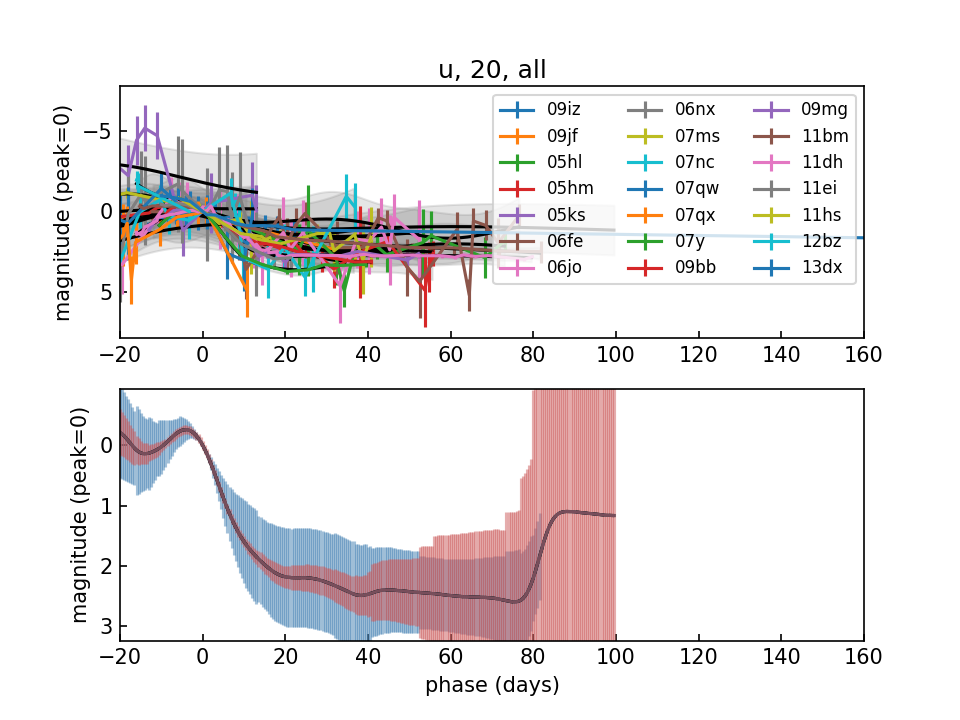 u, 20, all
magnitude (peak=0)
−5
0
5
09iz 06nx 09mg
09jf 07ms 11bm
05hl 07nc 11dh
05hm 07qw 11ei
05ks 07qx 11hs
06fe 07y 12bz
06jo 09bb 13dx
−20 0 20 40 60 80 100 120 140 160
magnitude (peak=0)
0
1
2
3
−20 0 20 40 60 80 100 120 140 160
phase (days)